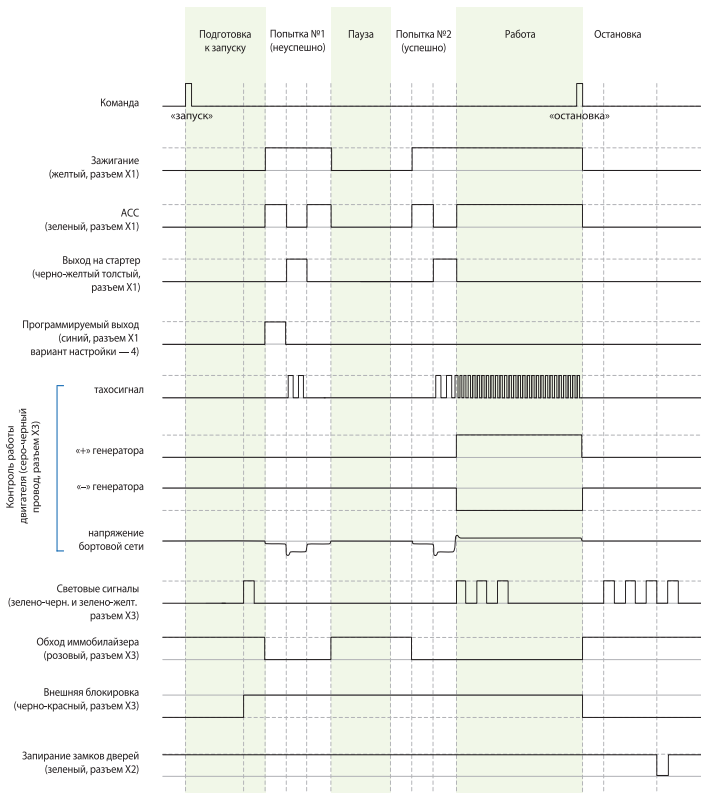 Подготовка
к запуску
Попытка №1
(неуспешно)
Пауза
Попытка №2
(успешно)
Работа
Остановка
Команда
«запуск»
«остановка»
Зажигание
(желтый, разъем X1)
АСС
(зеленый, разъем X1)
Выход на стартер
(черно-желтый толстый,
разъем X1)
Программируемый выход
(синий, разъем X1
вариант настройки — 4)
Контроль работы
двигателя (серо-черный
провод, разъем X3)
тахосигнал
«+» генератора
«–» генератора
напряжение
бортовой сети
Световые сигналы
(зелено-черн. и зелено-желт.
разъем X3)
Обход иммобилайзера
(розовый, разъем X3)
Внешняя блокировка
(черно-красный, разъем X3)
Запирание замков дверей
(зеленый, разъем X2)